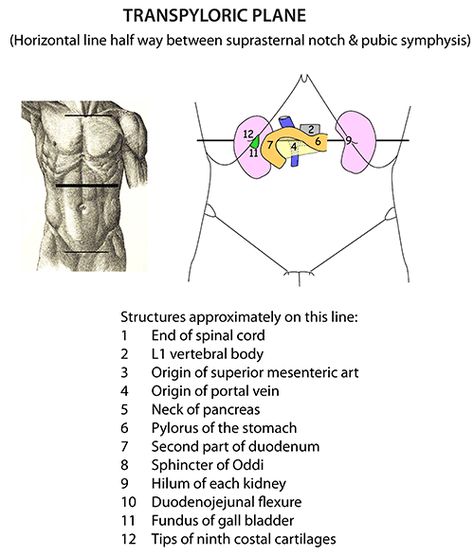 TRANSPYLORIC PLANE
(Horizontal line half way between suprasternal notch & pubic symphysis)
2
12
9
7
6
4
11
Structures approximately on this line:
1 End of spinal cord
2 L1 vertebral body
3 Origin of superior mesenteric art
4 Origin of portal vein
5 Neck of pancreas
6 Pylorus of the stomach
7 Second part of duodenum
8 Sphincter of Oddi
9 Hilum of each kidney
10 Duodenojejunal flexure
11 Fundus of gall bladder
12 Tips of ninth costal cartilages